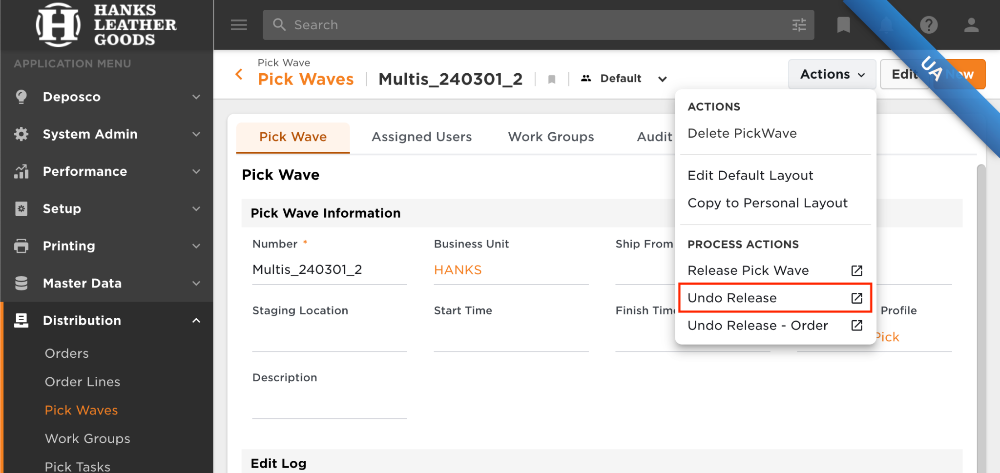 HANKS
LEATHER
GOODS
Search
UA
APPLICATION MENU
Deposco
System Admin
Performance
Setup
Printing
Master Data
Distribution
Orders
Order Lines
Pick Waves
Work Groups
Pick Tasks
Pick Wave
Pick Waves
Multis_240301_2
Default
Actions
Edit
New
Pick Wave
Assigned Users
Work Groups
Audit
ACTIONS
Delete PickWave
Edit Default Layout
Copy to Personal Layout
PROCESS ACTIONS
Release Pick Wave
Undo Release
Undo Release - Order
Pick Wave
Pick Wave Information
Number *
Multis_240301_2
Business Unit
HANKS
Ship From
Staging Location
Start Time
Finish Time
Profile
Pick
Description
Edit Log